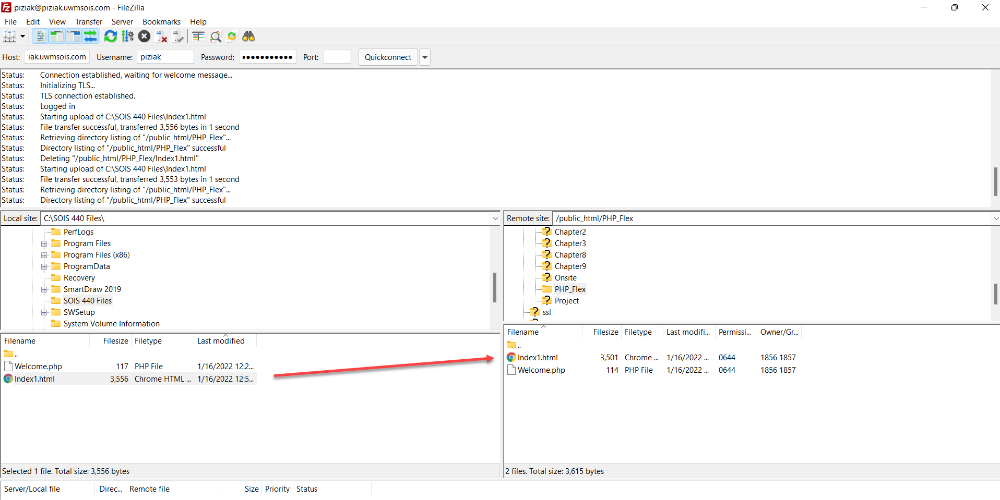 piziak@piziak.uwmsois.com - FileZilla
File Edit View Transfer Server Bookmarks Help
Host: iak.uwmsois.com Username: piziak Password: ●●●●●●●●●●● Port: Quickconnect
Status: Connection established, waiting for welcome message...
Status: Initializing TLS...
Status: TLS connection established.
Status: Logged in
Status: Starting upload of C:\SOIS 440 Files\Index1.html
Status: File transfer successful, transferred 3,556 bytes in 1 second
Status: Retrieving directory listing of "/public_html/PHP_Flex"...
Status: Directory listing of "/public_html/PHP_Flex" successful
Status: Deleting "/public_html/PHP_Flex/Index1.html"
Status: Starting upload of C:\SOIS 440 Files\Index1.html
Status: File transfer successful, transferred 3,553 bytes in 1 second
Status: Retrieving directory listing of "/public_html/PHP_Flex"...
Status: Directory listing of "/public_html/PHP_Flex" successful
Local site: C:\SOIS 440 Files\
PerfLogs
Program Files
Program Files (x86)
ProgramData
Recovery
SmartDraw 2019
SOIS 440 Files
SWSetup
System Volume Information
Filename Filesize Filetype Last modified
..
Welcome.php 117 PHP File 1/16/2022 12:2...
Index1.html 3,556 Chrome HTML ... 1/16/2022 12:5...
Selected 1 file. Total size: 3,556 bytes
Remote site: /public_html/PHP_Flex
Chapter2
Chapter3
Chapter8
Chapter9
Onsite
PHP_Flex
Project
ssl
Filename Filesize Filetype Last modifi... Permissi... Owner/Gr...
..
Index1.html 3,501 Chrome ... 1/16/2022 ... 0644 1856 1857
Welcome.php 114 PHP File 1/16/2022 ... 0644 1856 1857
2 files. Total size: 3,615 bytes
Server/Local file Direc... Remote file Size Priority Status